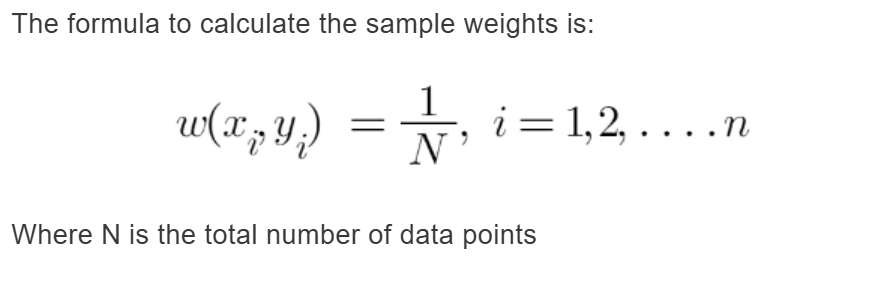 The formula to calculate the sample weights is:
w(x_i, y_i) = 1/N, i = 1,2, . . . . n
Where N is the total number of data points